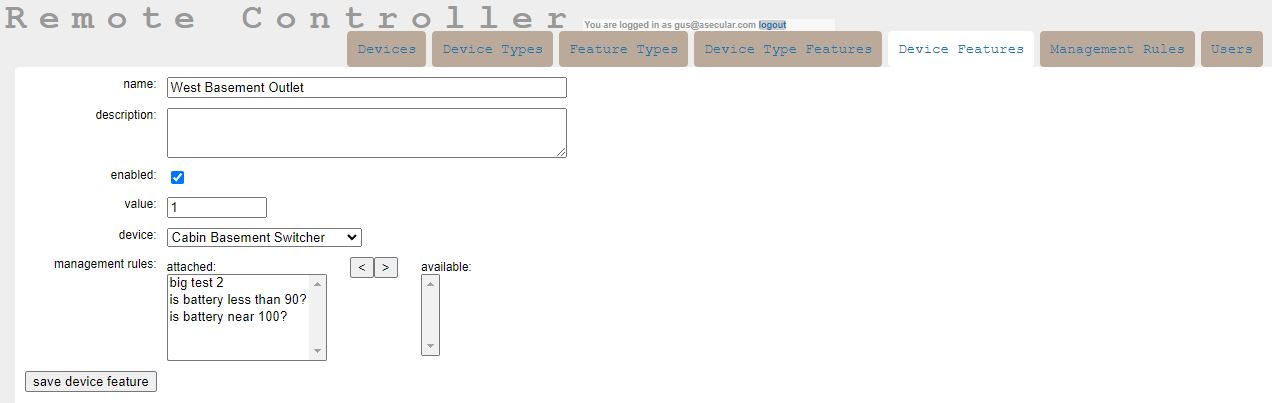 Remote Controller
You are logged in as gus@asecular.com logout
Devices Device Types Feature Types Device Type Features Device Features Management Rules Users
name: West Basement Outlet
description:
enabled:
value: 1
device: Cabin Basement Switcher
management rules: attached: < > available:
big test 2
is battery less than 90?
is battery near 100?
save device feature